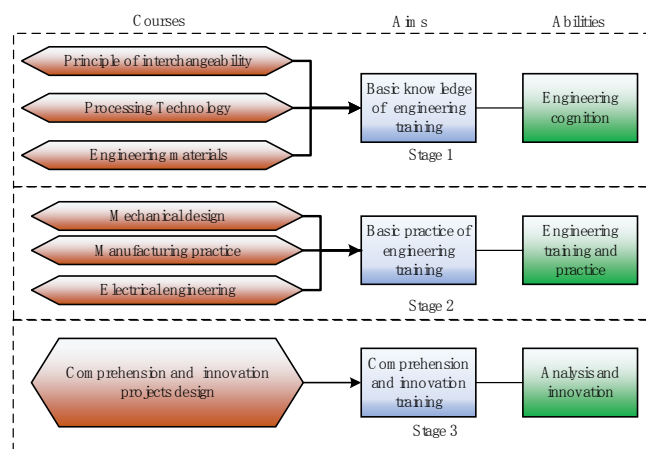 Courses Aims Abilities
Principle of interchangeability
Processing Technology
Engineering materials
Basic knowledge
of engineering
training
Stage 1
Engineering
cognition
Mechanical design
Manufacturing practice
Electrical engineering
Basic practice of
engineering
training
Stage 2
Engineering
training and
practice
Comprehension and innovation
projects design
Comprehension
and innovation
training
Stage 3
Analysis and
innovation